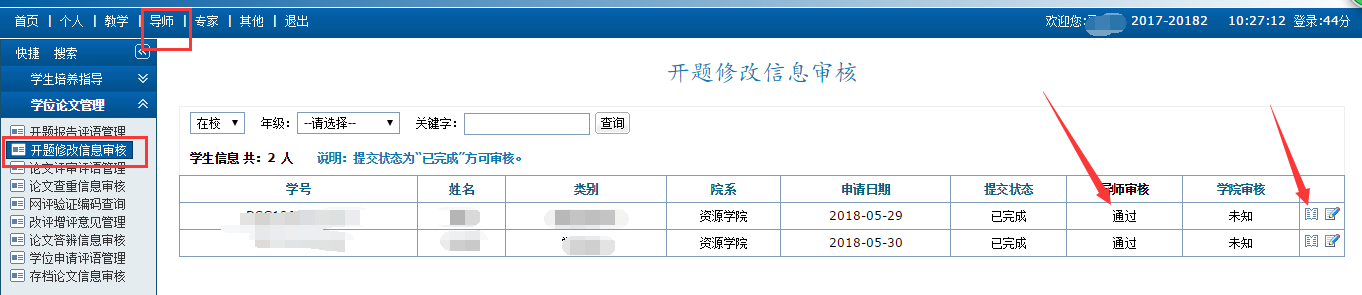 首页 | 个人 | 教学 | 导师 | 专家 | 其他 | 退出
欢迎您: 2017-20182 10:27:12 登录:44分
快捷 搜索
学生培养指导
学位论文管理
开题报告评语管理
开题修改信息审核
论文评审评语管理
论文查重信息审核
网评验证编码查询
改评增评意见管理
论文答辩信息审核
学位申请评语管理
存档论文信息审核
开题修改信息审核
在校 年级: --请选择-- 关键字: 查询
学生信息 共: 2 人 说明: 提交状态为“已完成”方可审核。
学号 姓名 类别 院系 申请日期 提交状态 导师审核 学院审核
资源学院 2018-05-29 已完成 通过 未知
资源学院 2018-05-30 已完成 通过 未知